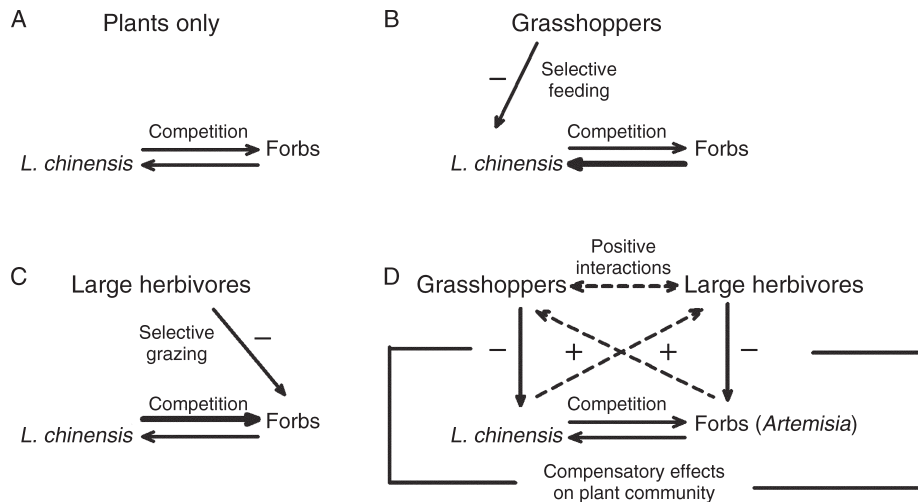 A
Plants only
Competition
L. chinensis
Forbs
B
Grasshoppers
−
Selective
feeding
Competition
L. chinensis
Forbs
C
Large herbivores
Selective
grazing
−
Competition
L. chinensis
Forbs
D
Positive
interactions
Grasshoppers
Large herbivores
− + + −
Competition
L. chinensis
Forbs (Artemisia)
Compensatory effects
on plant community